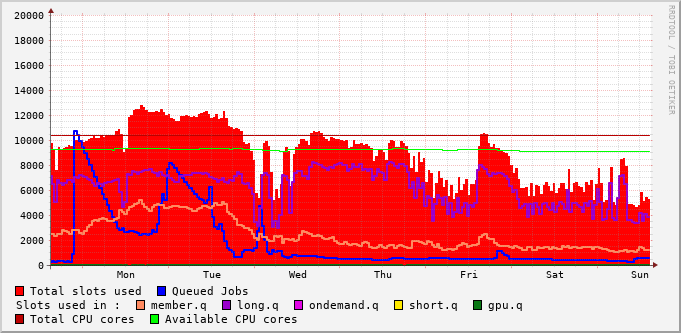 RRDTOOL / TOBI OETIKER
20000
18000
16000
14000
12000
10000
8000
6000
4000
2000
0
Mon Tue Wed Thu Fri Sat Sun
Total slots used Queued Jobs
Slots used in : member.q long.q ondemand.q short.q gpu.q
Total CPU cores Available CPU cores